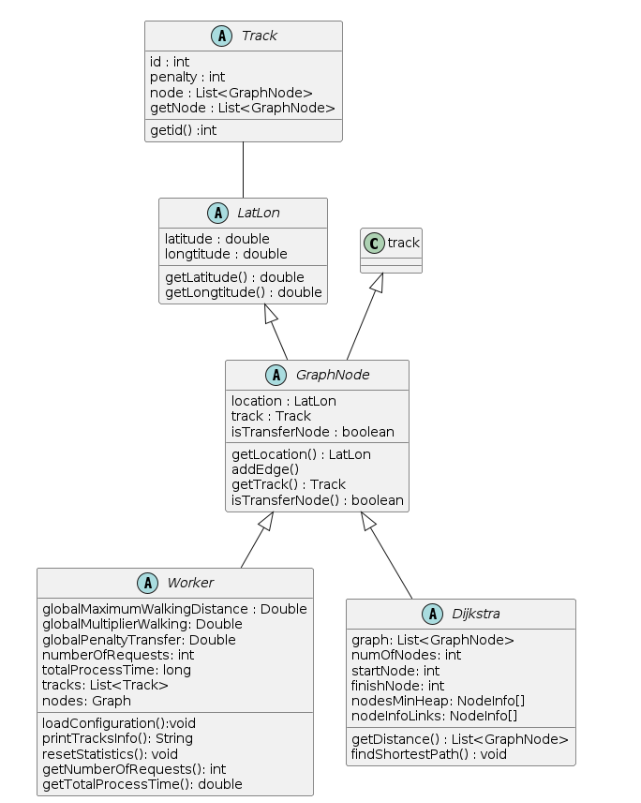 A Track
id : int
penalty : int
node : List<GraphNode>
getNode : List<GraphNode>
getid() :int
A LatLon
latitude : double
longtitude : double
getLatitude() : double
getLongtitude() : double
C track
A GraphNode
location : LatLon
track : Track
isTransferNode : boolean
getLocation() : LatLon
addEdge()
getTrack() : Track
isTransferNode() : boolean
A Worker
globalMaximumWalkingDistance : Double
globalMultiplierWalking: Double
globalPenaltyTransfer: Double
numberOfRequests: int
totalProcessTime: long
tracks: List<Track>
nodes: Graph
loadConfiguration():void
printTracksInfo(): String
resetStatistics(): void
getNumberOfRequests(): int
getTotalProcessTime(): double
A Dijkstra
graph: List<GraphNode>
numOfNodes: int
startNode: int
finishNode: int
nodesMinHeap: NodeInfo[]
nodeInfoLinks: NodeInfo[]
getDistance() : List<GraphNode>
findShortestPath() : void